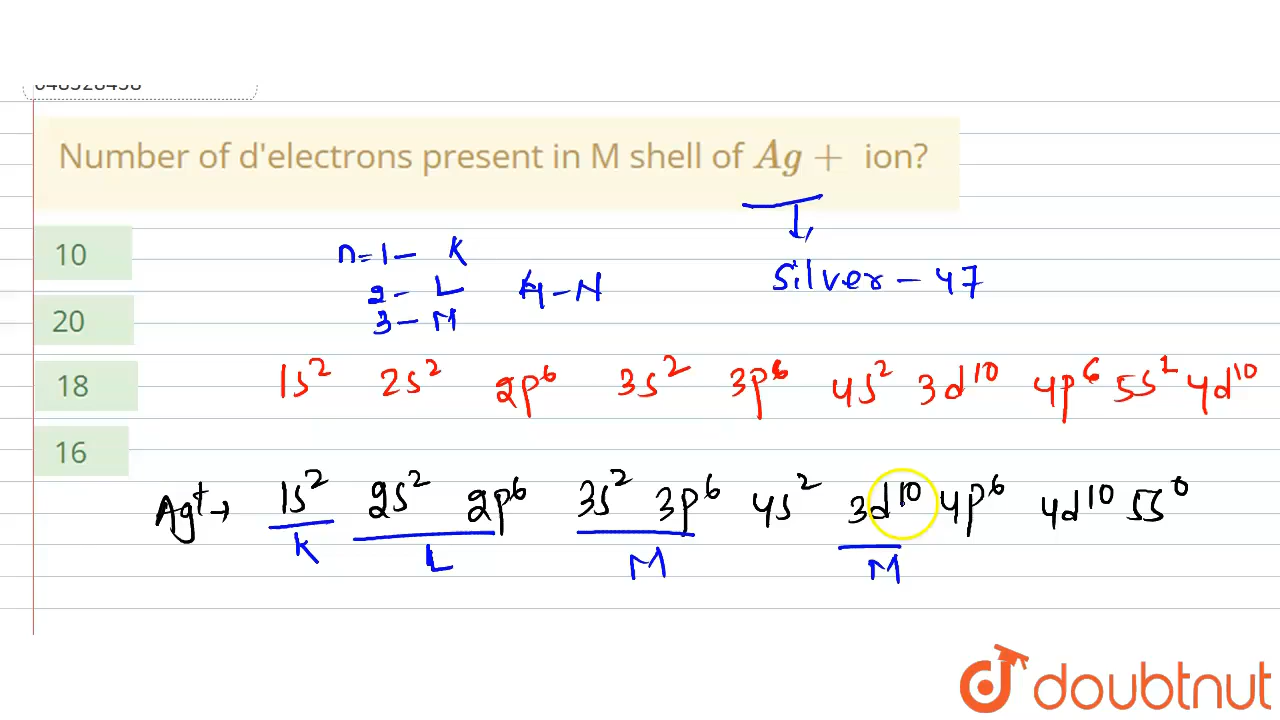 Number of d'electrons present in M shell of Ag+ ion?
10
20
18
16
n=1 – K
2 – L 4 – N
3 – M
Silver – 47
1s² 2s² 2p⁶ 3s² 3p⁶ 4s² 3d¹⁰ 4p⁶ 5s² 4d¹⁰
Ag⁺→ 1s² 2s² 2p⁶ 3s² 3p⁶ 4s² 3d¹⁰ 4p⁶ 4d¹⁰ 5s⁰
K L M M
doubtnut